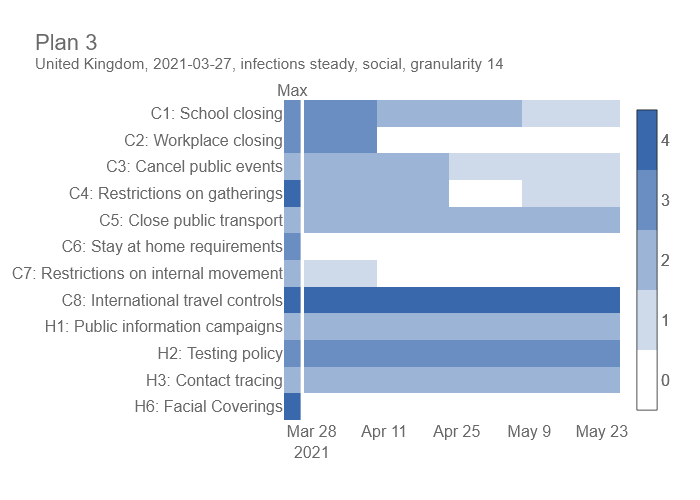 Plan 3
United Kingdom, 2021-03-27, infections steady, social, granularity 14
Max
C1: School closing
C2: Workplace closing
C3: Cancel public events
C4: Restrictions on gatherings
C5: Close public transport
C6: Stay at home requirements
C7: Restrictions on internal movement
C8: International travel controls
H1: Public information campaigns
H2: Testing policy
H3: Contact tracing
H6: Facial Coverings
4
3
2
1
0
Mar 28 Apr 11 Apr 25 May 9 May 23
2021